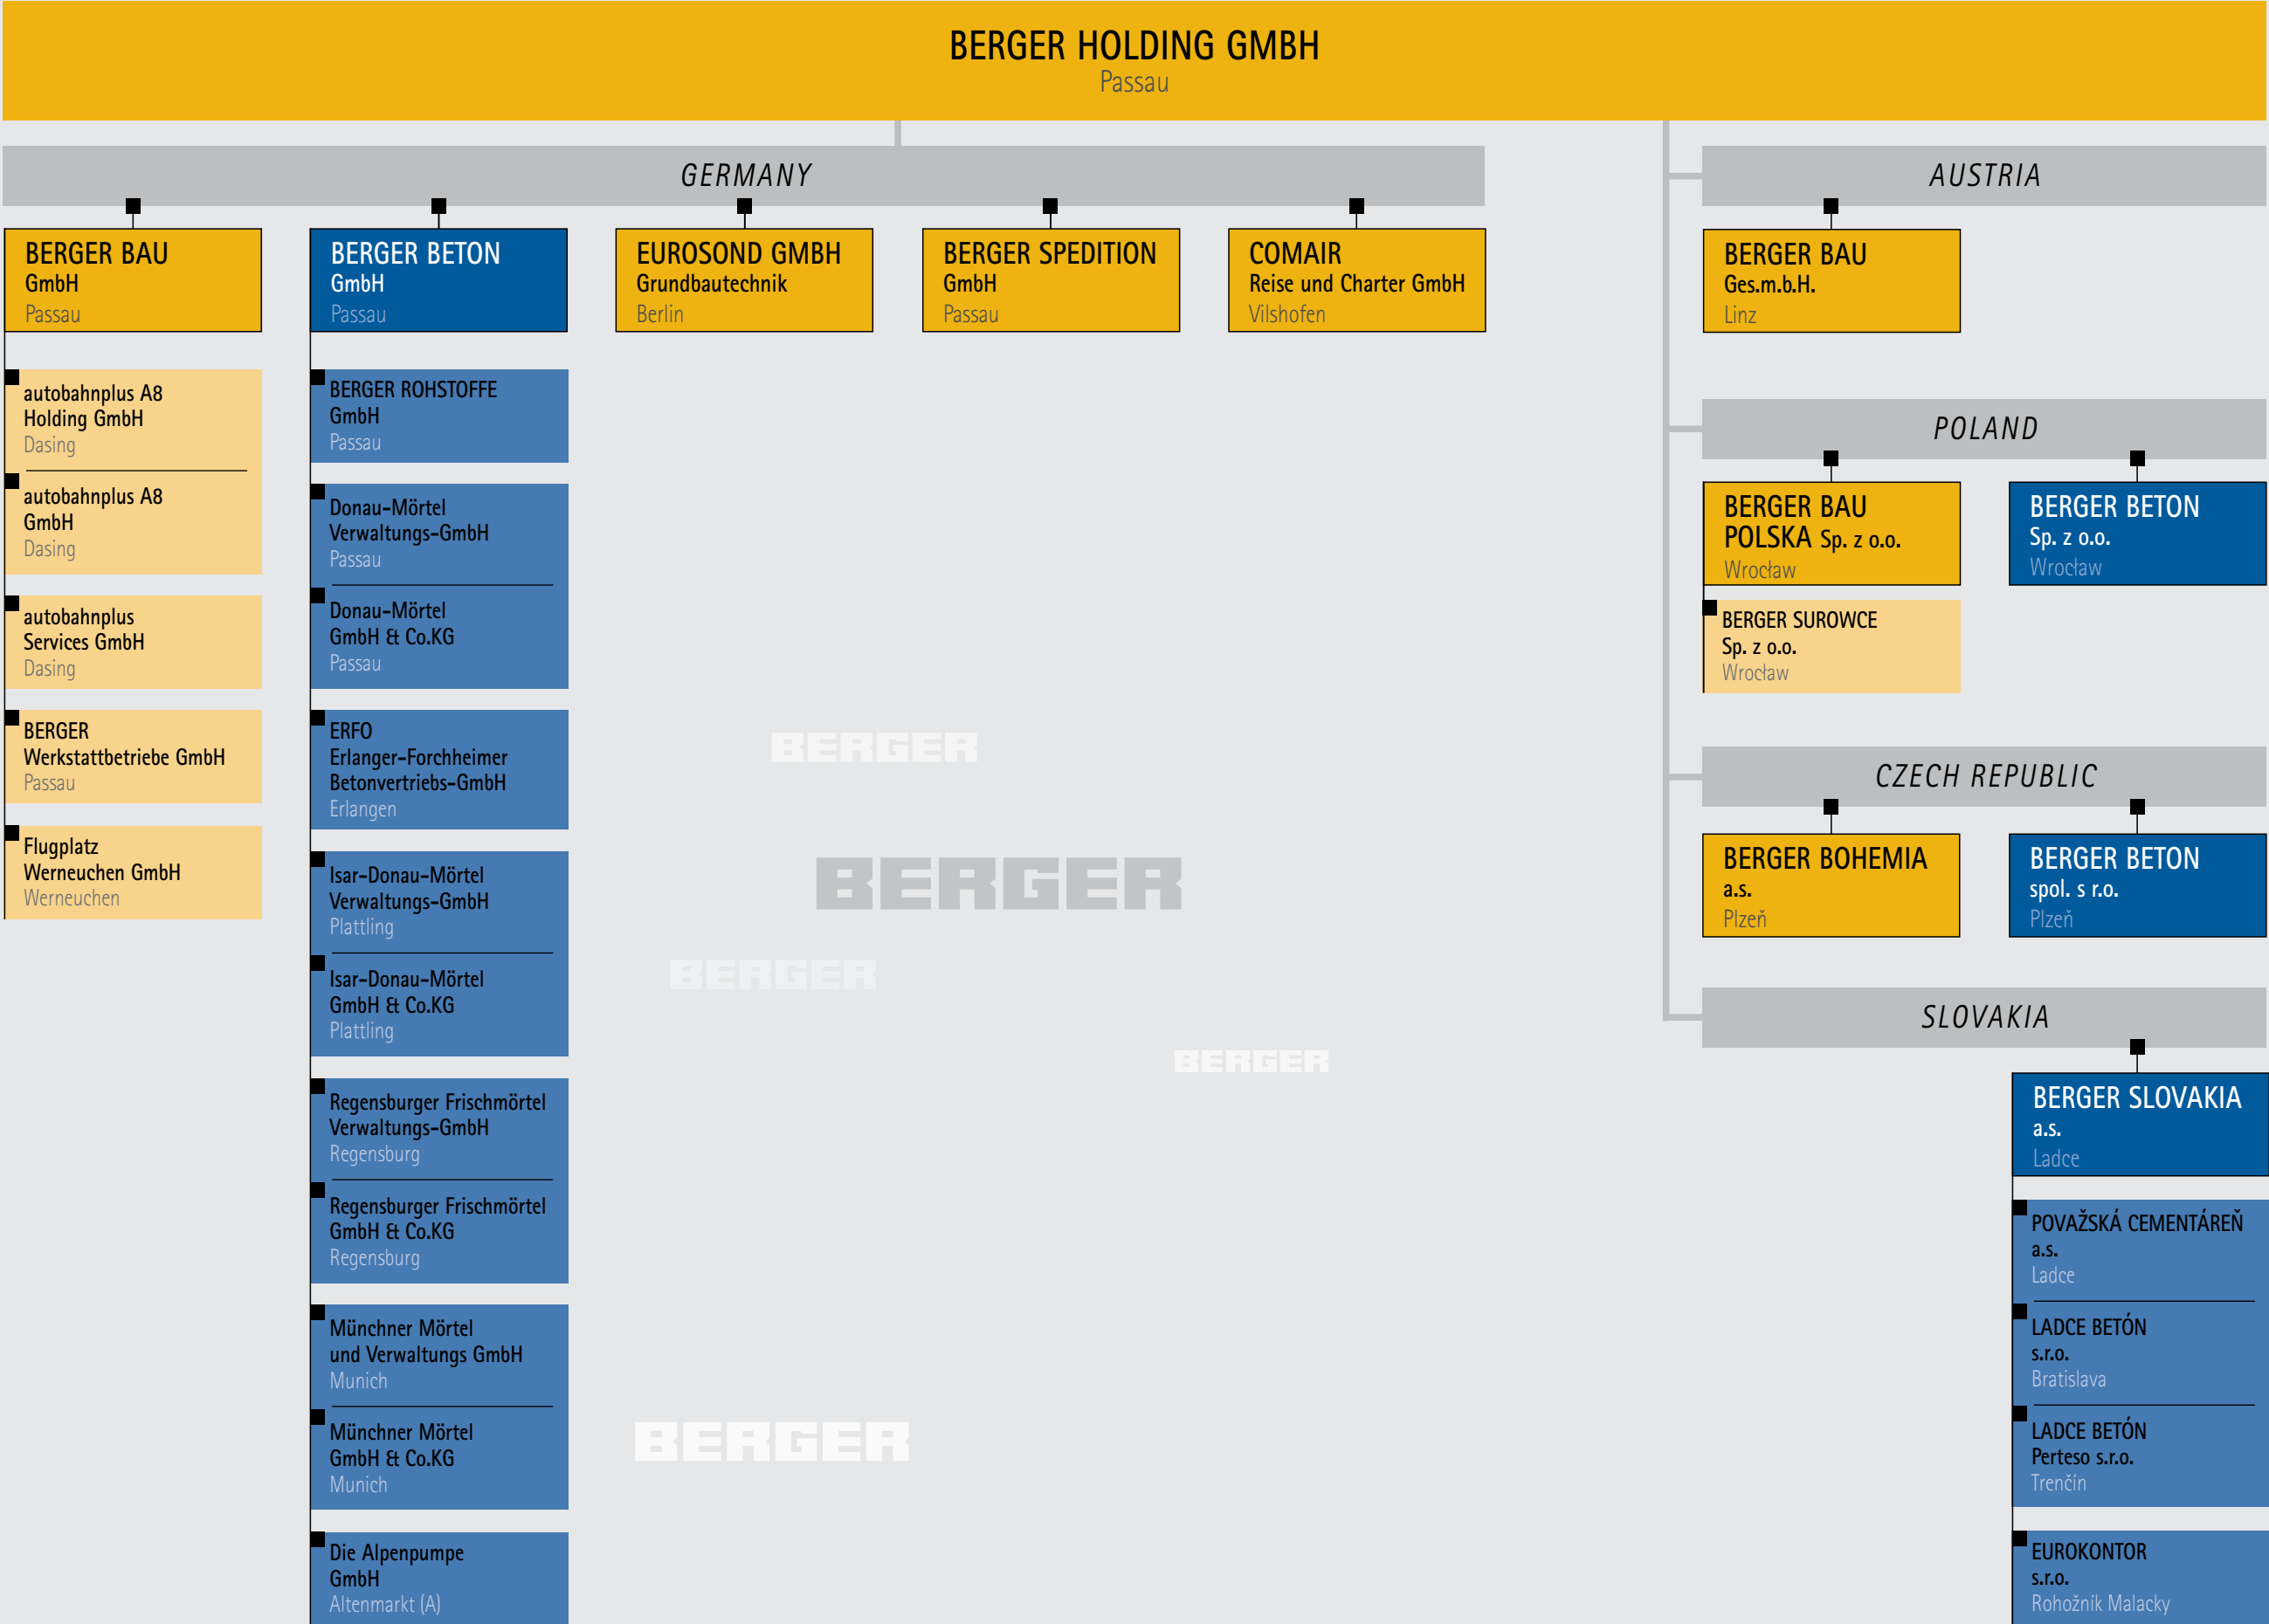 BERGER HOLDING GMBH
Passau
GERMANY
BERGER BAU
GmbH
Passau
autobahnplus A8
Holding GmbH
Dasing
autobahnplus A8
GmbH
Dasing
autobahnplus
Services GmbH
Dasing
BERGER
Werkstattbetriebe GmbH
Passau
Flugplatz
Werneuchen GmbH
Werneuchen
BERGER BETON
GmbH
Passau
BERGER ROHSTOFFE
GmbH
Passau
Donau-Mörtel
Verwaltungs-GmbH
Passau
Donau-Mörtel
GmbH & Co.KG
Passau
ERFO
Erlanger-Forchheimer
Betonvertriebs-GmbH
Erlangen
Isar-Donau-Mörtel
Verwaltungs-GmbH
Plattling
Isar-Donau-Mörtel
GmbH & Co.KG
Plattling
Regensburger Frischmörtel
Verwaltungs-GmbH
Regensburg
Regensburger Frischmörtel
GmbH & Co.KG
Regensburg
Münchner Mörtel
und Verwaltungs GmbH
Munich
Münchner Mörtel
GmbH & Co.KG
Munich
Die Alpenpumpe
GmbH
Altenmarkt (A)
EUROSOND GMBH
Grundbautechnik
Berlin
BERGER SPEDITION
GmbH
Passau
COMAIR
Reise und Charter GmbH
Vilshofen
BERGER
BERGER
BERGER
BERGER
BERGER
AUSTRIA
BERGER BAU
Ges.m.b.H.
Linz
POLAND
BERGER BAU
POLSKA Sp. z o.o.
Wrocław
BERGER SUROWCE
Sp. z o.o.
Wrocław
BERGER BETON
Sp. z o.o.
Wrocław
CZECH REPUBLIC
BERGER BOHEMIA
a.s.
Plzeň
BERGER BETON
spol. s r.o.
Plzeň
SLOVAKIA
BERGER SLOVAKIA
a.s.
Ladce
POVAŽSKÁ CEMENTÁREŇ
a.s.
Ladce
LADCE BETÓN
s.r.o.
Bratislava
LADCE BETÓN
Perteso s.r.o.
Trenčín
EUROKONTOR
s.r.o.
Rohožník Malacky